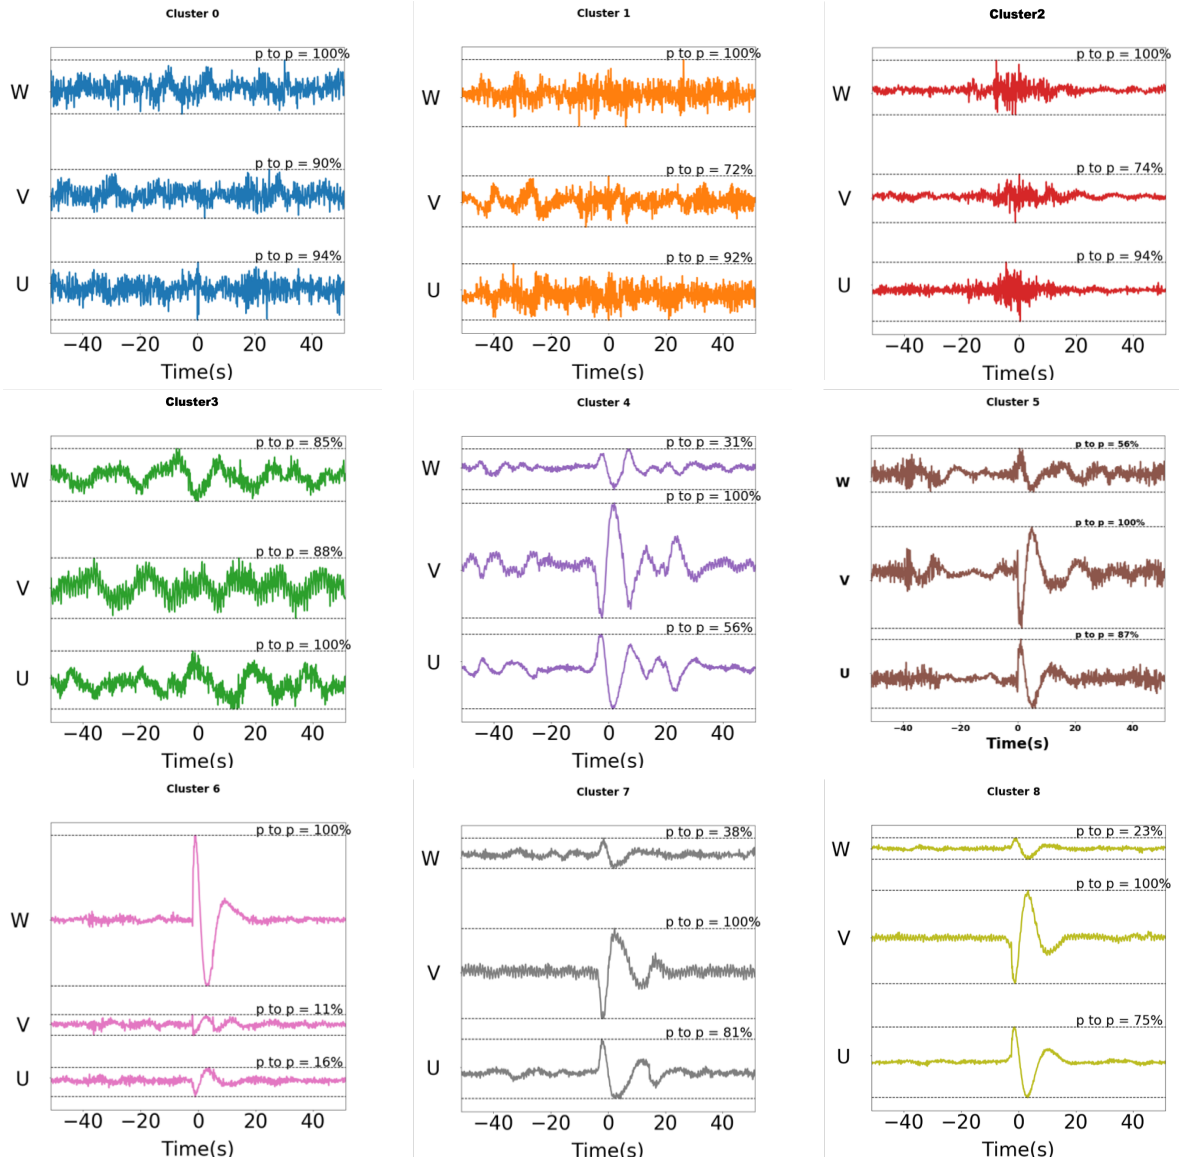 Cluster 0
p to p = 100%
W
p to p = 90%
V
p to p = 94%
U
−40 −20 0 20 40
Time(s)
Cluster 1
p to p = 100%
W
p to p = 72%
V
p to p = 92%
U
−40 −20 0 20 40
Time(s)
Cluster2
p to p = 100%
W
p to p = 74%
V
p to p = 94%
U
−40 −20 0 20 40
Time(s)
Cluster3
p to p = 85%
W
p to p = 88%
V
p to p = 100%
U
−40 −20 0 20 40
Time(s)
Cluster 4
p to p = 31%
W
p to p = 100%
V
p to p = 56%
U
−40 −20 0 20 40
Time(s)
Cluster 5
p to p = 56%
W
p to p = 100%
V
p to p = 87%
U
−40 −20 0 20 40
Time(s)
Cluster 6
p to p = 100%
W
p to p = 11%
V
p to p = 16%
U
−40 −20 0 20 40
Time(s)
Cluster 7
p to p = 38%
W
p to p = 100%
V
p to p = 81%
U
−40 −20 0 20 40
Time(s)
Cluster 8
p to p = 23%
W
p to p = 100%
V
p to p = 75%
U
−40 −20 0 20 40
Time(s)